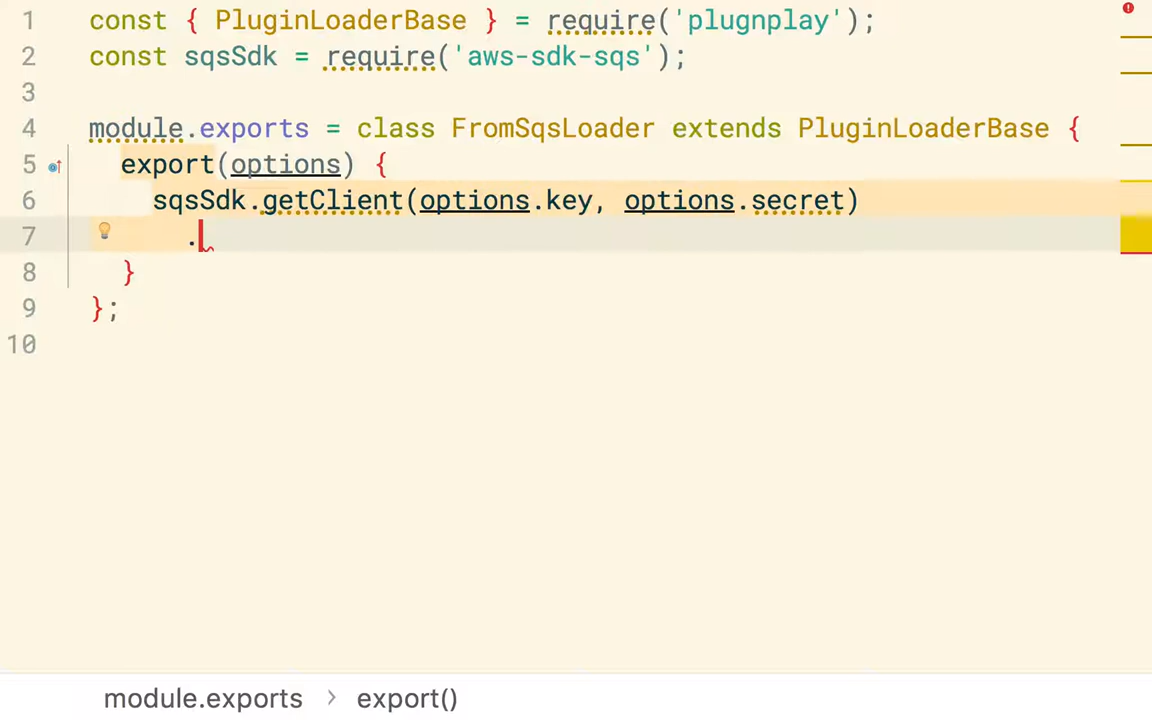 1 const { PluginLoaderBase } = require('plugnplay');
2 const sqsSdk = require('aws-sdk-sqs');
3
4 module.exports = class FromSqsLoader extends PluginLoaderBase {
5 export(options) {
6 sqsSdk.getClient(options.key, options.secret)
7 .
8 }
9 };
10
module.exports > export()